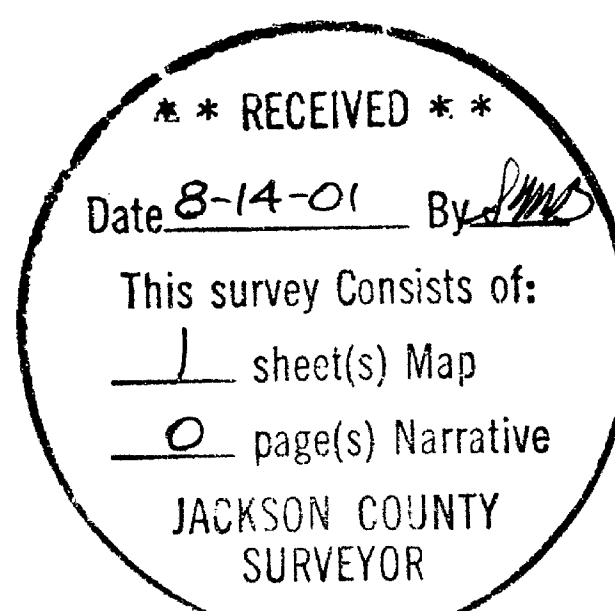 * * RECEIVED * *
Date 8-14-01 By
This survey Consists of:
1 sheet(s) Map
0 page(s) Narrative
JACKSON COUNTY
SURVEYOR